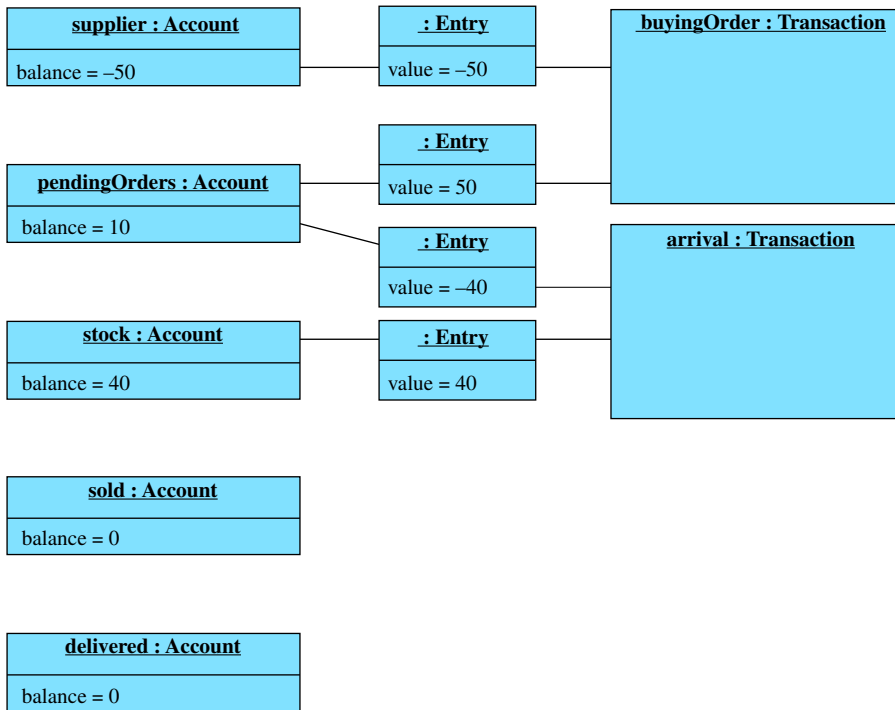 supplier : Account
balance = –50
: Entry
value = –50
buyingOrder : Transaction
: Entry
value = 50
pendingOrders : Account
balance = 10
: Entry
value = –40
arrival : Transaction
stock : Account
balance = 40
: Entry
value = 40
sold : Account
balance = 0
delivered : Account
balance = 0